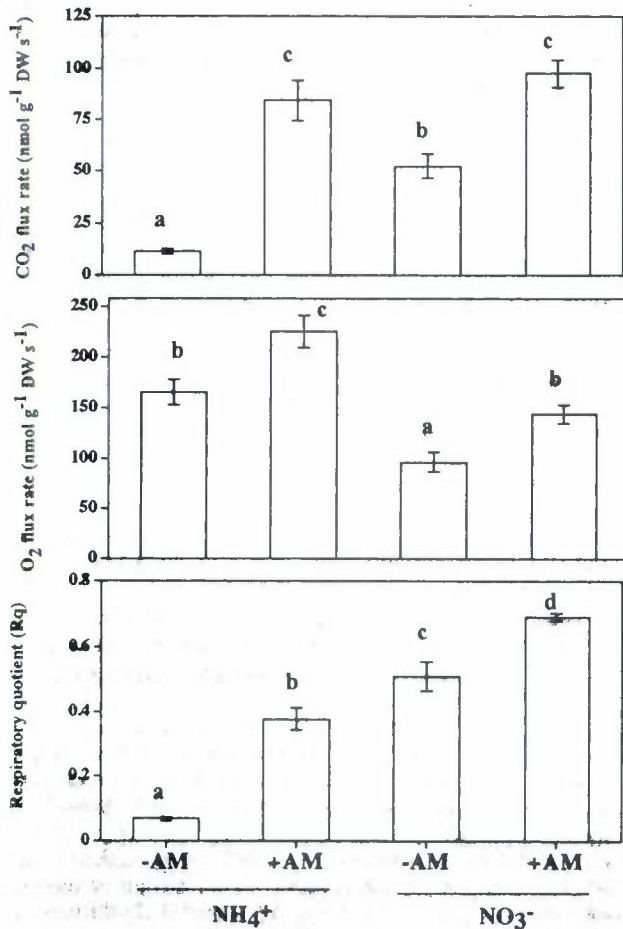 CO2 flux rate (nmol g-1 DW s-1)
125
100
75
50
25
0
a
c
b
c
O2 flux rate (nmol g-1 DW s-1)
250
200
150
100
50
0
b
c
a
b
Respiratory quotient (Rq)
0.8
0.6
0.4
0.2
0
a
b
c
d
-AM +AM -AM +AM
NH4+ NO3-